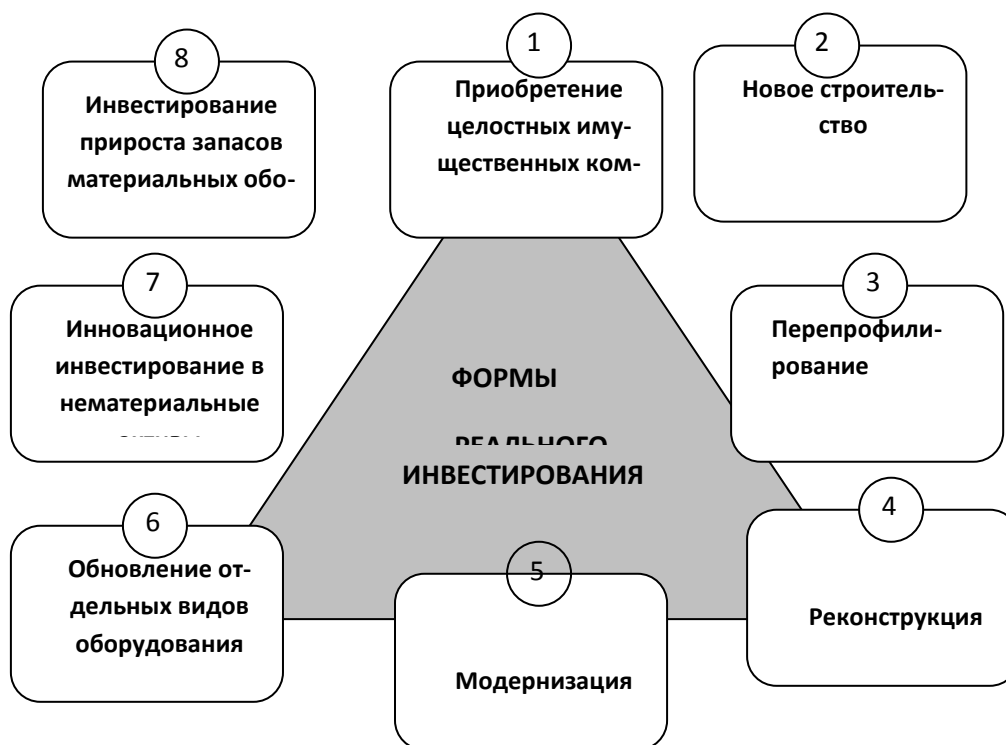 1
Приобретение
целостных иму-
щественных ком-
2
Новое строитель-
ство
3
Перепрофили-
рование
4
Реконструкция
5
Модернизация
6
Обновление от-
дельных видов
оборудования
7
Инновационное
инвестирование в
нематериальные
8
Инвестирование
прироста запасов
материальных обо-
ФОРМЫ
РЕАЛЬНОГО
ИНВЕСТИРОВАНИЯ